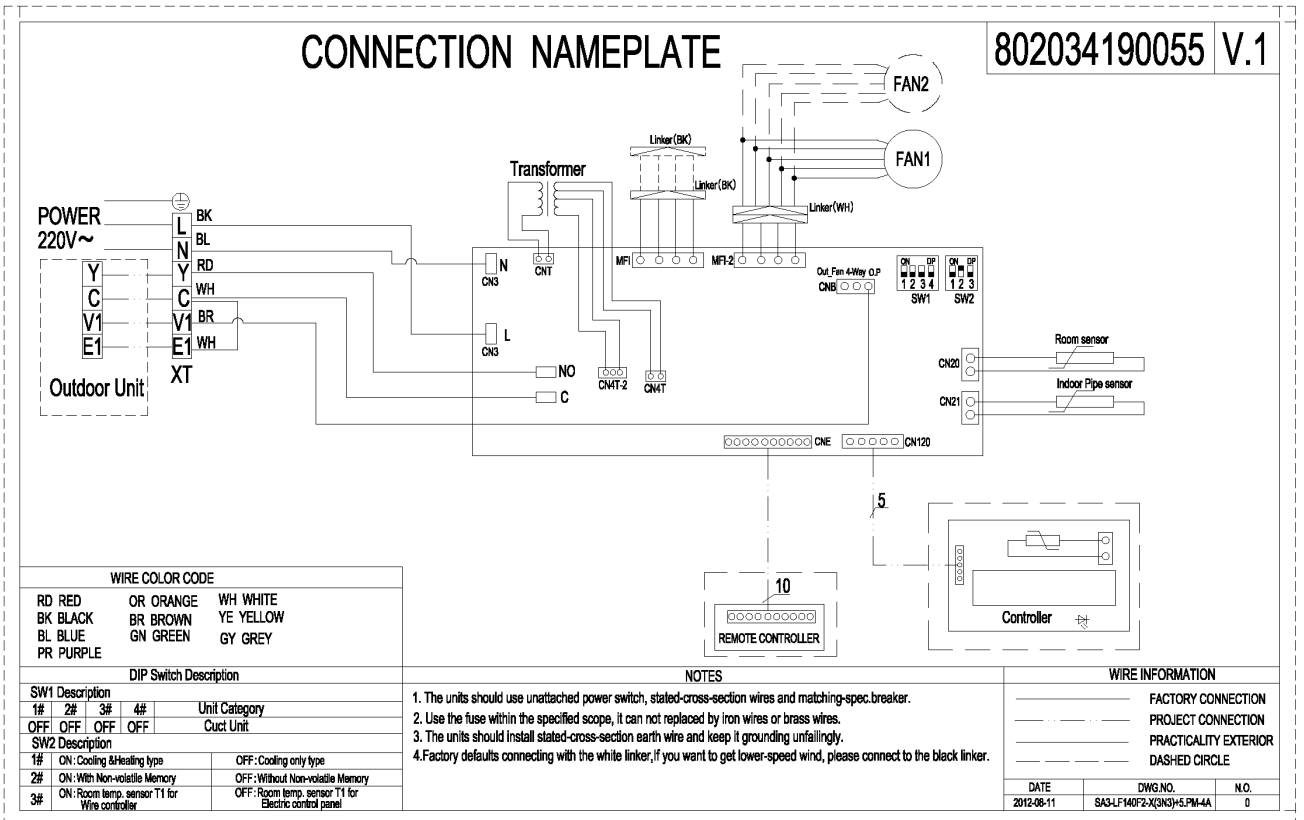 CONNECTION NAMEPLATE
802034190055 V.1
FAN2
FAN1
Linker(BK)
Linker(BK)
Linker(WH)
Transformer
POWER
220V~
L BK
N BL
Y RD
C WH
V1 BR
E1 WH
XT
Y
C
V1
E1
Outdoor Unit
N
CN3
CNT
L
CN3
NO
C
CN4T-2
CN4T
MFI
MFI-2
Out_Fan 4-Way O.P
CNB
ON DP
1 2 3 4
SW1
ON DP
1 2 3
SW2
CN20
Room sensor
CN21
Indoor Pipe sensor
CNE
CN120
5
10
REMOTE CONTROLLER
Controller
WIRE COLOR CODE
RD RED OR ORANGE WH WHITE
BK BLACK BR BROWN YE YELLOW
BL BLUE GN GREEN GY GREY
PR PURPLE
DIP Switch Description
SW1 Description
1# 2# 3# 4# Unit Category
OFF OFF OFF OFF Cuct Unit
SW2 Description
1# ON:Cooling &Heating type OFF:Cooling only type
2# ON:With Non-volatile Memory OFF:Without Non-volatile Memory
3# ON:Room temp. sensor T1 for Wire controller OFF:Room temp. sensor T1 for Electric control panel
NOTES
1. The units should use unattached power switch, stated-cross-section wires and matching-spec.breaker.
2. Use the fuse within the specified scope, it can not replaced by iron wires or brass wires.
3. The units should install stated-cross-section earth wire and keep it grounding unfailingly.
4.Factory defaults connecting with the white linker,if you want to get lower-speed wind, please connect to the black linker.
WIRE INFORMATION
FACTORY CONNECTION
PROJECT CONNECTION
PRACTICALITY EXTERIOR
DASHED CIRCLE
DATE DWG.NO. N.O.
2012-08-11 SA3-LF140F2-X(3N3)+5.PM-4A 0